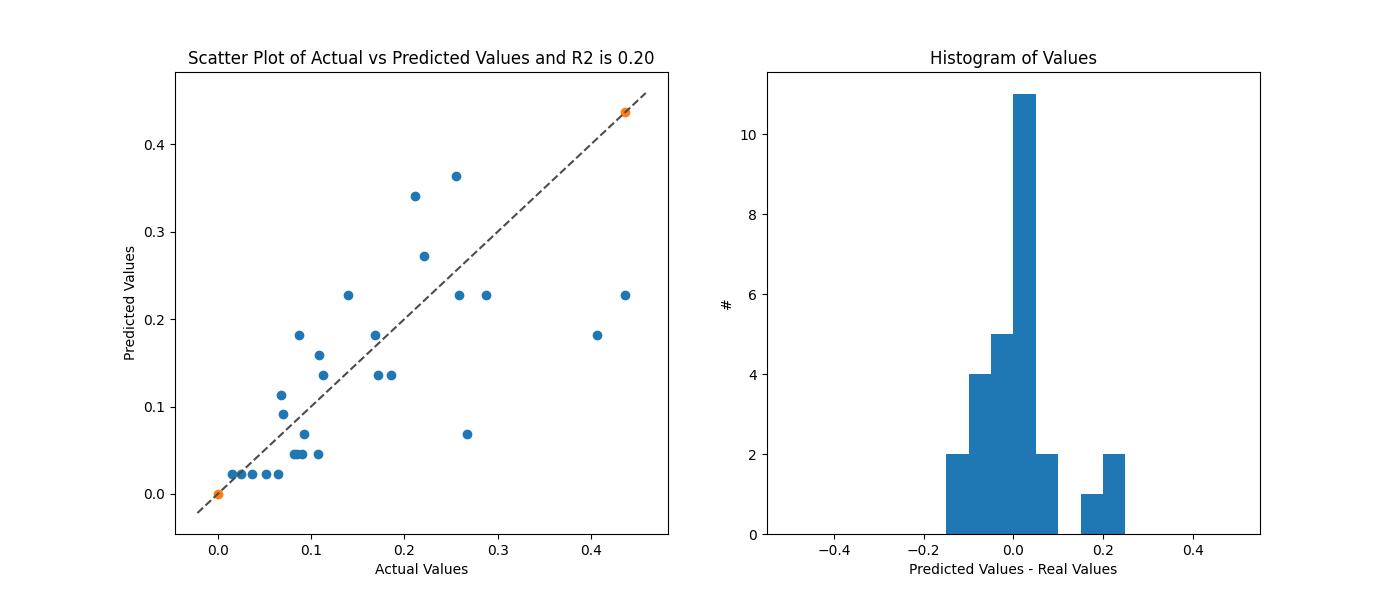 Scatter Plot of Actual vs Predicted Values and R2 is 0.20
Predicted Values
0.4
0.3
0.2
0.1
0.0
0.0 0.1 0.2 0.3 0.4
Actual Values
Histogram of Values
#
10
8
6
4
2
0
−0.4 −0.2 0.0 0.2 0.4
Predicted Values - Real Values